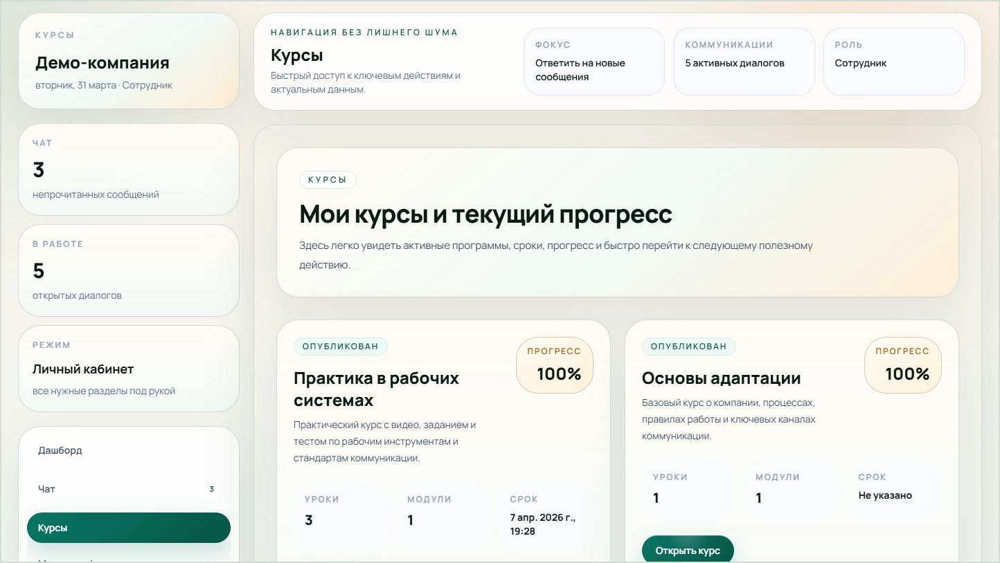 КУРСЫ
Демо-компания
вторник, 31 марта · Сотрудник
ЧАТ
3
непрочитанных сообщений
В РАБОТЕ
5
открытых диалогов
РЕЖИМ
Личный кабинет
все нужные разделы под рукой
Дашборд
Чат 3
Курсы
НАВИГАЦИЯ БЕЗ ЛИШНЕГО ШУМА
Курсы
Быстрый доступ к ключевым действиям и
актуальным данным.
ФОКУС
Ответить на новые
сообщения
КОММУНИКАЦИИ
5 активных диалогов
РОЛЬ
Сотрудник
КУРСЫ
Мои курсы и текущий прогресс
Здесь легко увидеть активные программы, сроки, прогресс и быстро перейти к следующему полезному
действию.
ОПУБЛИКОВАН
ПРОГРЕСС
100%
Практика в рабочих
системах
Практический курс с видео, заданием и
тестом по рабочим инструментам и
стандартам коммуникации.
УРОКИ
3
МОДУЛИ
1
СРОК
7 апр. 2026 г.,
19:28
ОПУБЛИКОВАН
ПРОГРЕСС
100%
Основы адаптации
Базовый курс о компании, процессах,
правилах работы и ключевых каналах
коммуникации.
УРОКИ
1
МОДУЛИ
1
СРОК
Не указано
Открыть курс